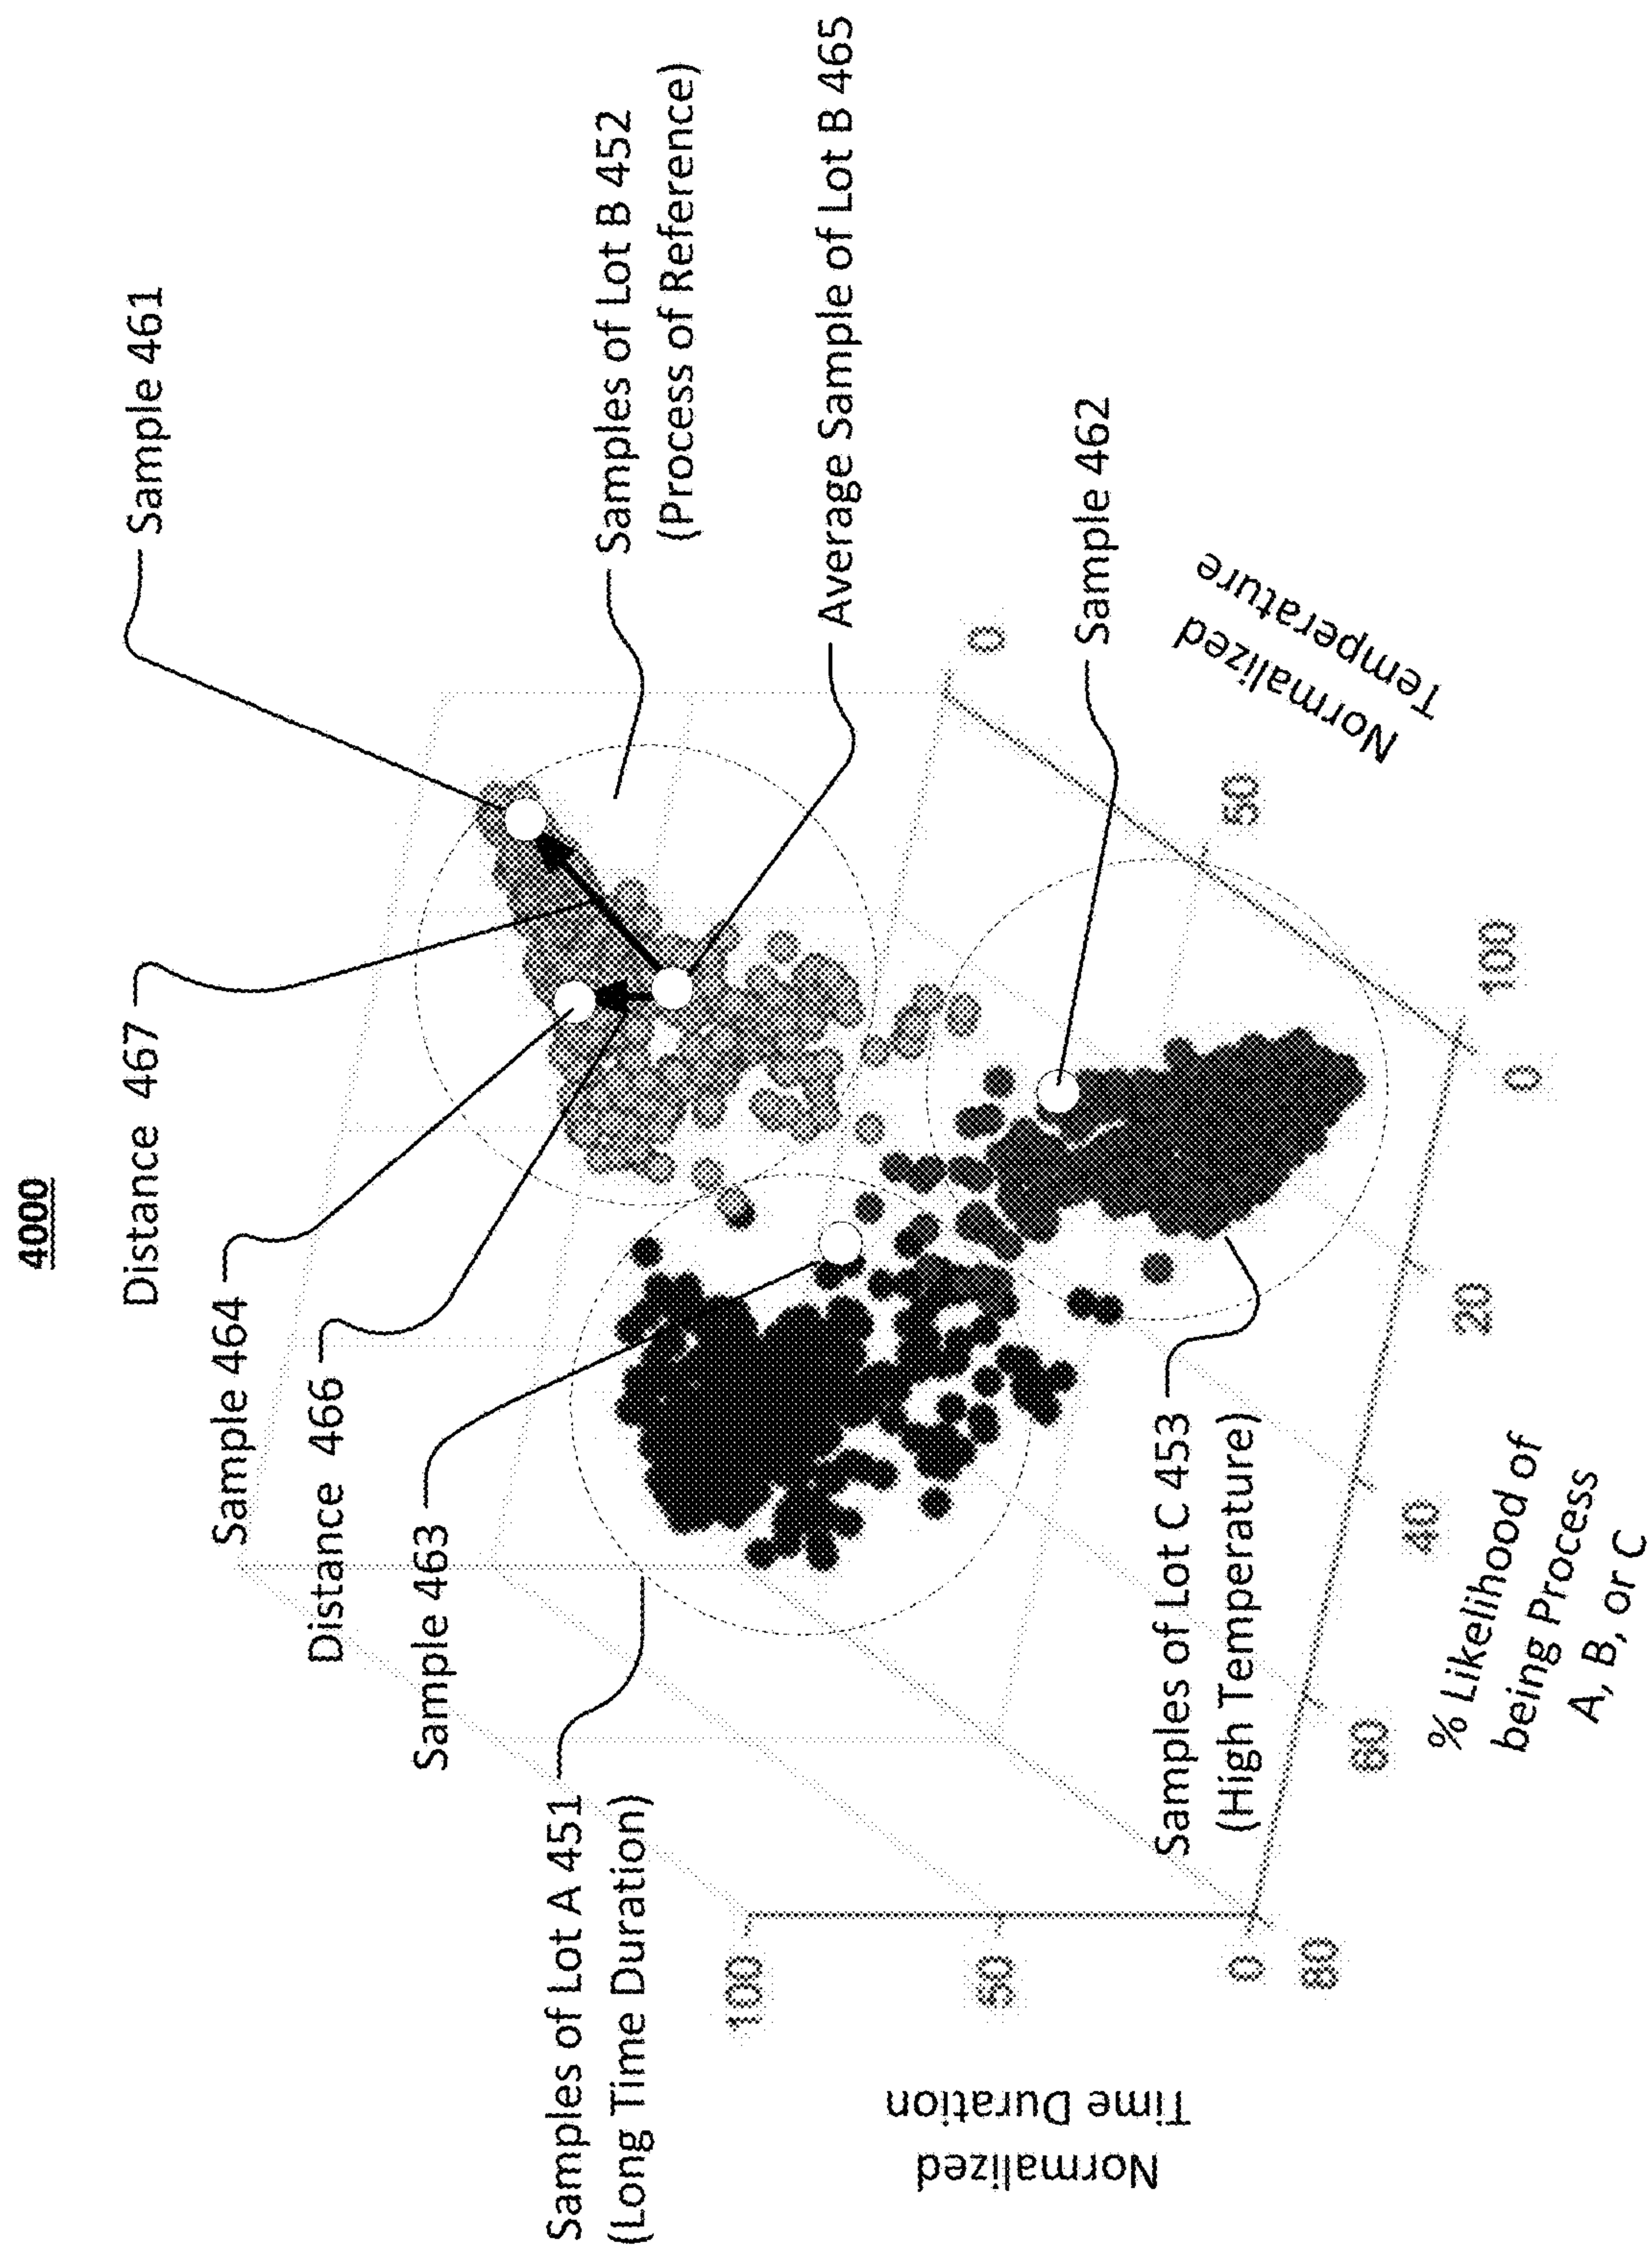 4000
Sample 461
Distance 467
Sample 464
Samples of Lot B 452
(Process of Reference)
Distance 466
Average Sample of Lot B 465
Sample 463
Sample 462
Samples of Lot A 451
(Long Time Duration)
Samples of Lot C 453
(High Temperature)
Normalized
Time Duration
100
50
0
80
60
40
20
0
100
50
0
% Likelihood of
being Process
A, B, or C
Normalized
Temperature